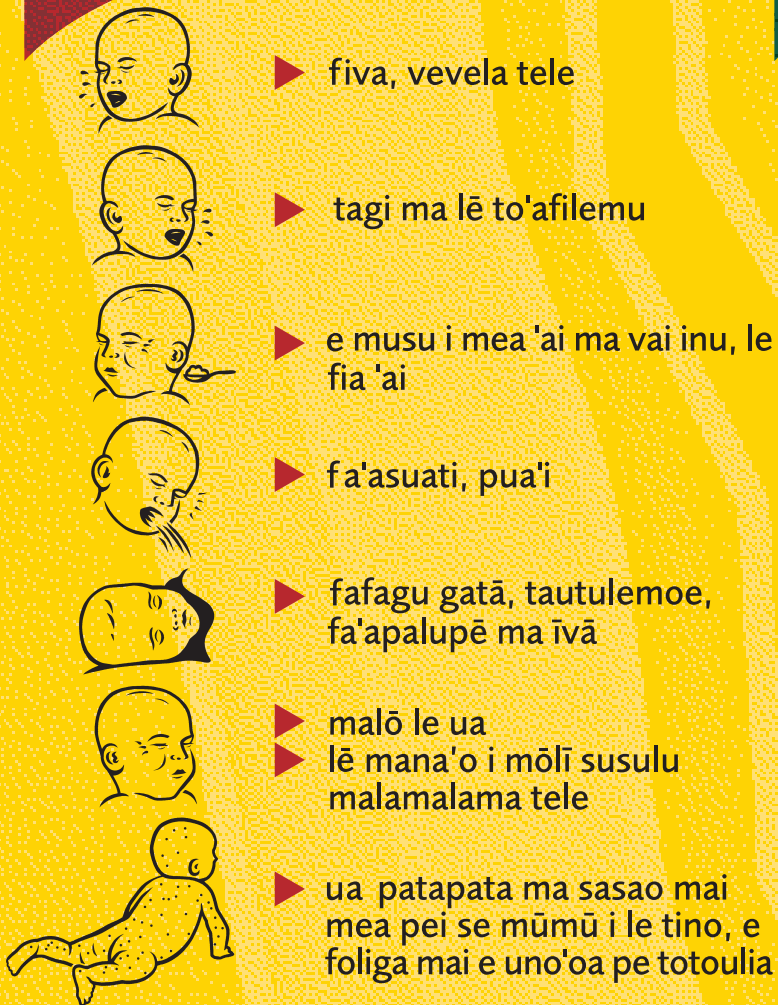 fiva, vevela tele
tagi ma lē to'afilemu
e musu i mea 'ai ma vai inu, le
fia 'ai
fa'asuati, pua'i
fafagu gatā, tautulemoe,
fa'apalupē ma īvā
malō le ua
lē mana'o i mōlī susulu
malamalama tele
ua patapata ma sasao mai
mea pei se mūmū i le tino, e
foliga mai e uno'oa pe totoulia